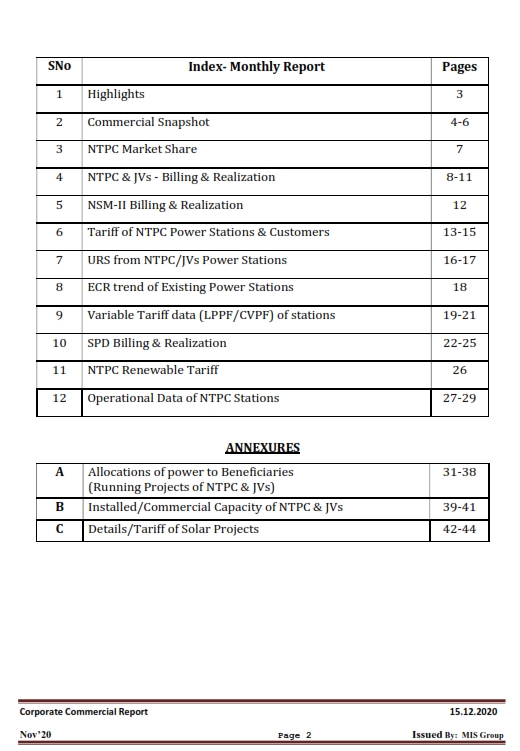 SNo Index- Monthly Report Pages
1 Highlights 3
2 Commercial Snapshot 4-6
3 NTPC Market Share 7
4 NTPC & JVs - Billing & Realization 8-11
5 NSM-II Billing & Realization 12
6 Tariff of NTPC Power Stations & Customers 13-15
7 URS from NTPC/JVs Power Stations 16-17
8 ECR trend of Existing Power Stations 18
9 Variable Tariff data (LPPF/CVPF) of stations 19-21
10 SPD Billing & Realization 22-25
11 NTPC Renewable Tariff 26
12 Operational Data of NTPC Stations 27-29
ANNEXURES
A Allocations of power to Beneficiaries 31-38
(Running Projects of NTPC & JVs)
B Installed/Commercial Capacity of NTPC & JVs 39-41
C Details/Tariff of Solar Projects 42-44
Corporate Commercial Report 15.12.2020
Nov'20 Page 2 Issued By: MIS Group